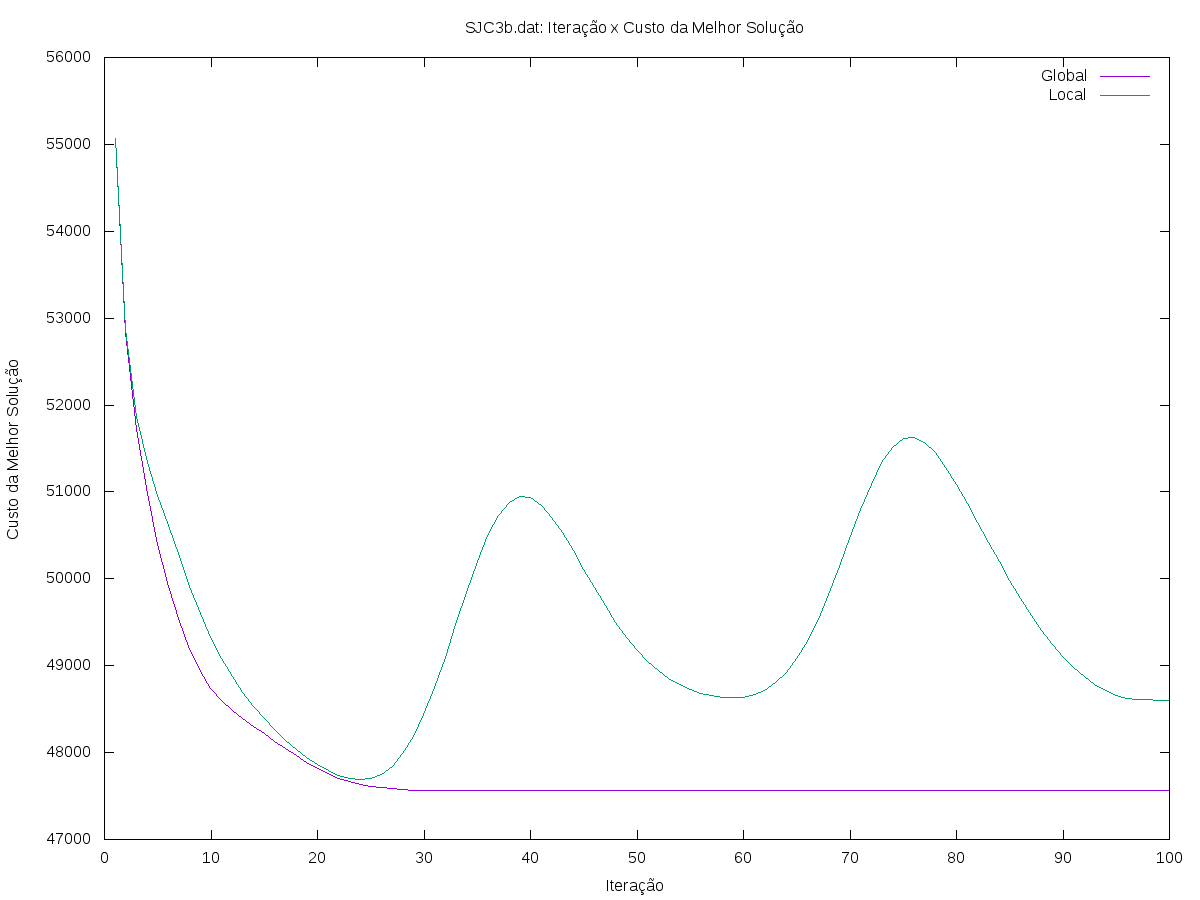 SJC3b.dat: Iteração x Custo da Melhor Solução
Global
Local
56000
55000
54000
53000
52000
51000
50000
49000
48000
47000
Custo da Melhor Solução
0 10 20 30 40 50 60 70 80 90 100
Iteração